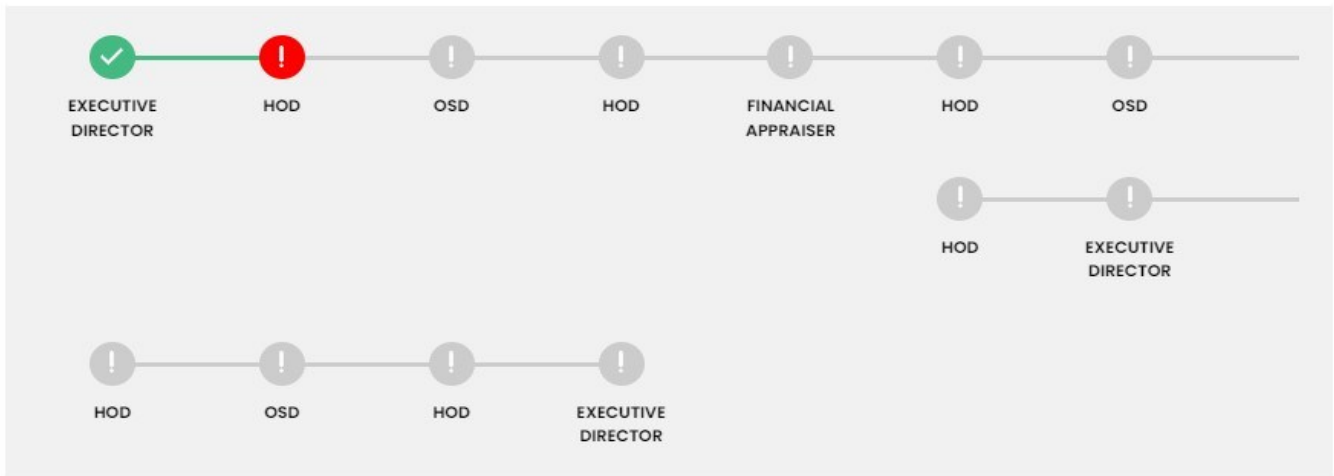 EXECUTIVE
DIRECTOR
HOD
OSD
HOD
FINANCIAL
APPRAISER
HOD
OSD
HOD
EXECUTIVE
DIRECTOR
HOD
OSD
HOD
EXECUTIVE
DIRECTOR